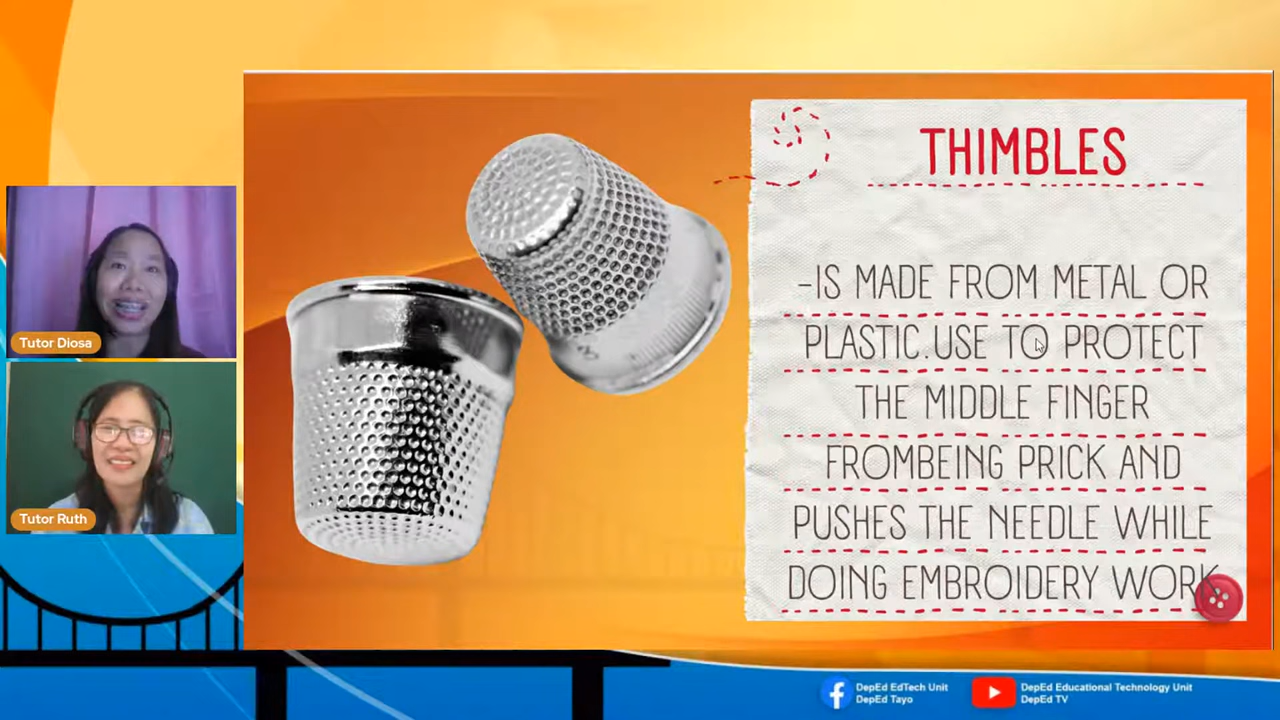 THIMBLES
-IS MADE FROM METAL OR
PLASTIC.USE TO PROTECT
THE MIDDLE FINGER
FROMBEING PRICK AND
PUSHES THE NEEDLE WHILE
DOING EMBROIDERY WORK
Tutor Diosa
Tutor Ruth
DepEd EdTech Unit
DepEd Tayo
DepEd Educational Technology Unit
DepEd TV